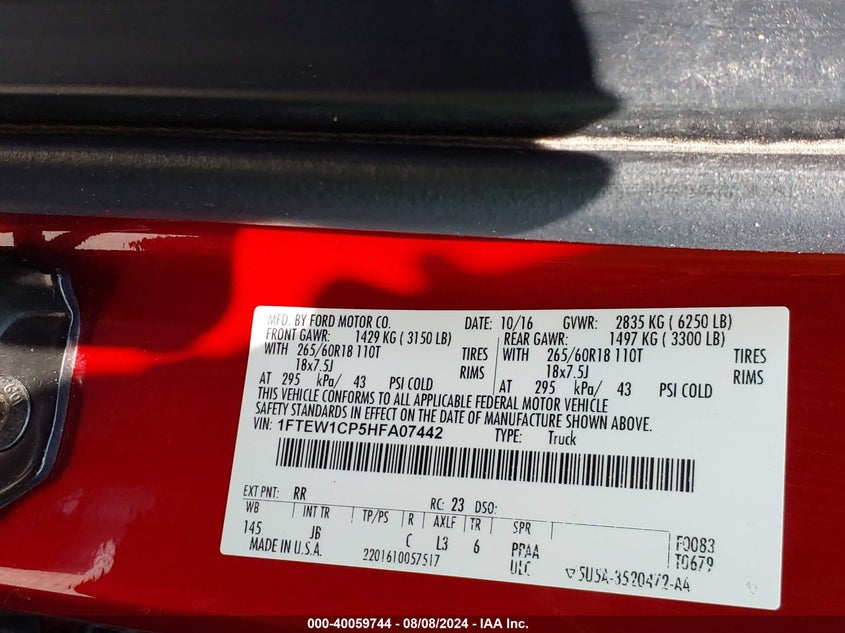 MFD. BY FORD MOTOR CO. DATE: 10/16 GVWR: 2835 KG ( 6250 LB)
FRONT GAWR: 1429 KG ( 3150 LB) REAR GAWR: 1497 KG ( 3300 LB)
WITH 265/60R18 110T TIRES WITH 265/60R18 110T TIRES
18x7.5J RIMS 18x7.5J RIMS
AT 295 kPa/ 43 PSI COLD AT 295 kPa/ 43 PSI COLD
THIS VEHICLE CONFORMS TO ALL APPLICABLE FEDERAL MOTOR VEHICLE
SAFETY STANDARDS IN EFFECT ON THE DATE OF MANUFACTURE SHOWN ABOVE.
VIN: 1FTEW1CP5HFA07442 TYPE: Truck
EXT PNT: RR RC: 23 DSO:
WB INT TR TP/PS R AXLE TR SPR
145 JB C L3 6 PPAA F0083
MADE IN U.S.A. 2201610057517 ULC T0679
5U5A-3520472-AA
000-40059744 - 08/08/2024 - IAA Inc.